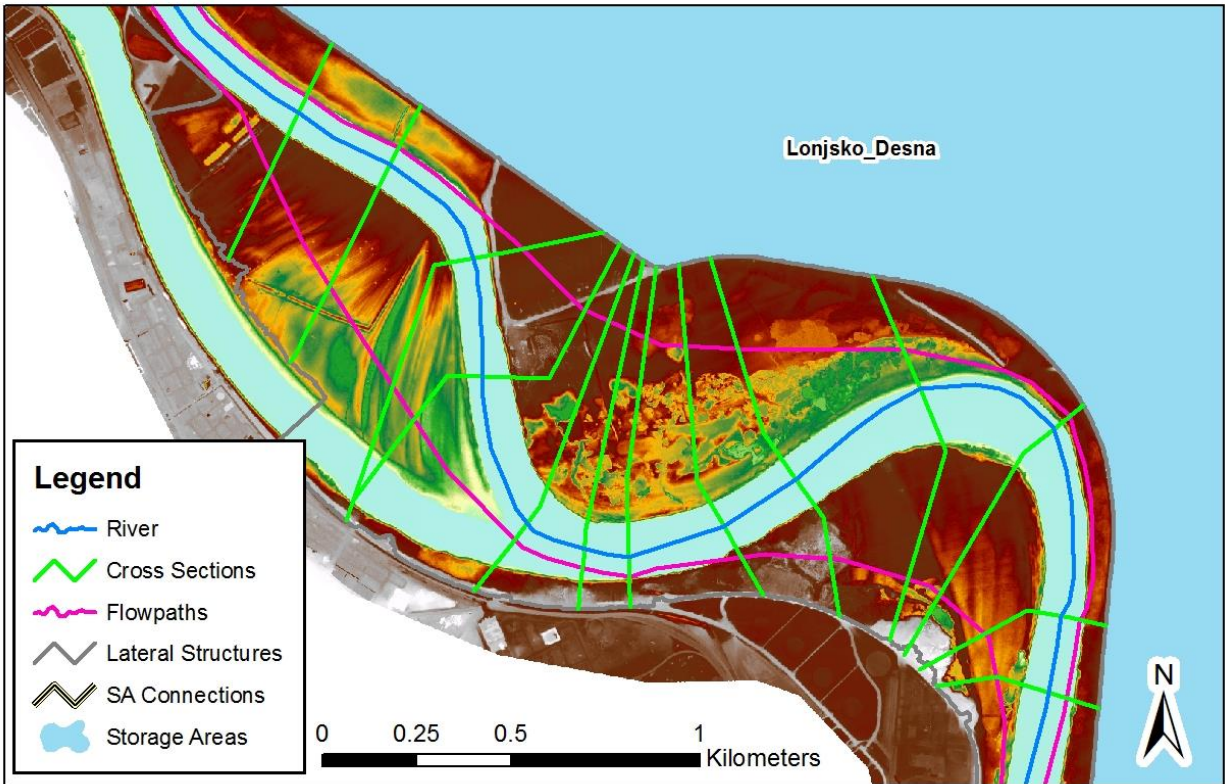 Lonjsko_Desna
Legend
River
Cross Sections
Flowpaths
Lateral Structures
SA Connections
Storage Areas
0 0.25 0.5 1
Kilometers
N